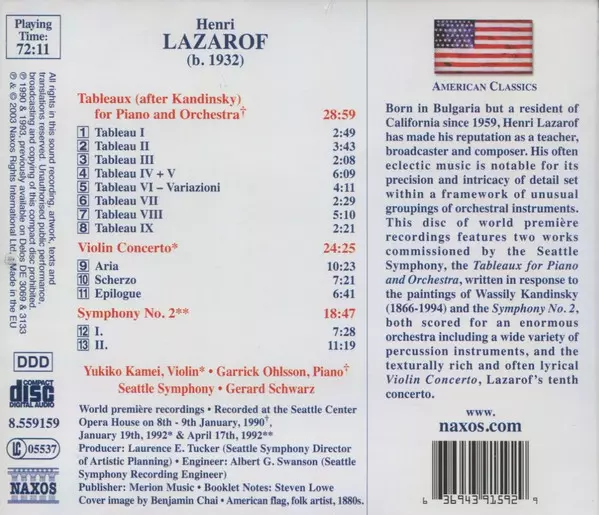 Playing
Time:
72:11
All rights in this sound recording, artwork, texts and
translations reserved. Unauthorised public performance,
broadcasting and copying of this compact disc prohibited.
℗ 1990 & 1993, previously available on Delos DE 3069 & 3133
℗ & © 2003 Naxos Rights International Ltd. Made in the EU
DDD
COMPACT
disc
DIGITAL AUDIO
8.559159
LC 05537
NAXOS
Henri
LAZAROF
(b. 1932)
Tableaux (after Kandinsky)
for Piano and Orchestra† 28:59
1 Tableau I 2:49
2 Tableau II 3:43
3 Tableau III 2:08
4 Tableau IV + V 6:09
5 Tableau VI – Variazioni 4:11
6 Tableau VII 2:29
7 Tableau VIII 5:10
8 Tableau IX 2:21
Violin Concerto* 24:25
9 Aria 10:23
10 Scherzo 7:21
11 Epilogue 6:41
Symphony No. 2** 18:47
12 I. 7:28
13 II. 11:19
Yukiko Kamei, Violin* • Garrick Ohlsson, Piano†
Seattle Symphony • Gerard Schwarz
World première recordings • Recorded at the Seattle Center
Opera House on 8th - 9th January, 1990†,
January 19th, 1992* & April 17th, 1992**
Producer: Laurence E. Tucker (Seattle Symphony Director
of Artistic Planning) • Engineer: Albert G. Swanson (Seattle
Symphony Recording Engineer)
Publisher: Merion Music • Booklet Notes: Steven Lowe
Cover image by Benjamin Chai • American flag, folk artist, 1880s.
AMERICAN CLASSICS
Born in Bulgaria but a resident of
California since 1959, Henri Lazarof
has made his reputation as a teacher,
broadcaster and composer. His often
eclectic music is notable for its
precision and intricacy of detail set
within a framework of unusual
groupings of orchestral instruments.
This disc of world première
recordings features two works
commissioned by the Seattle
Symphony, the Tableaux for Piano
and Orchestra, written in response to
the paintings of Wassily Kandinsky
(1866-1994) and the Symphony No. 2,
both scored for an enormous
orchestra including a wide variety of
percussion instruments, and the
texturally rich and often lyrical
Violin Concerto, Lazarof's tenth
concerto.
www.
naxos.com
6 36943 91592 9